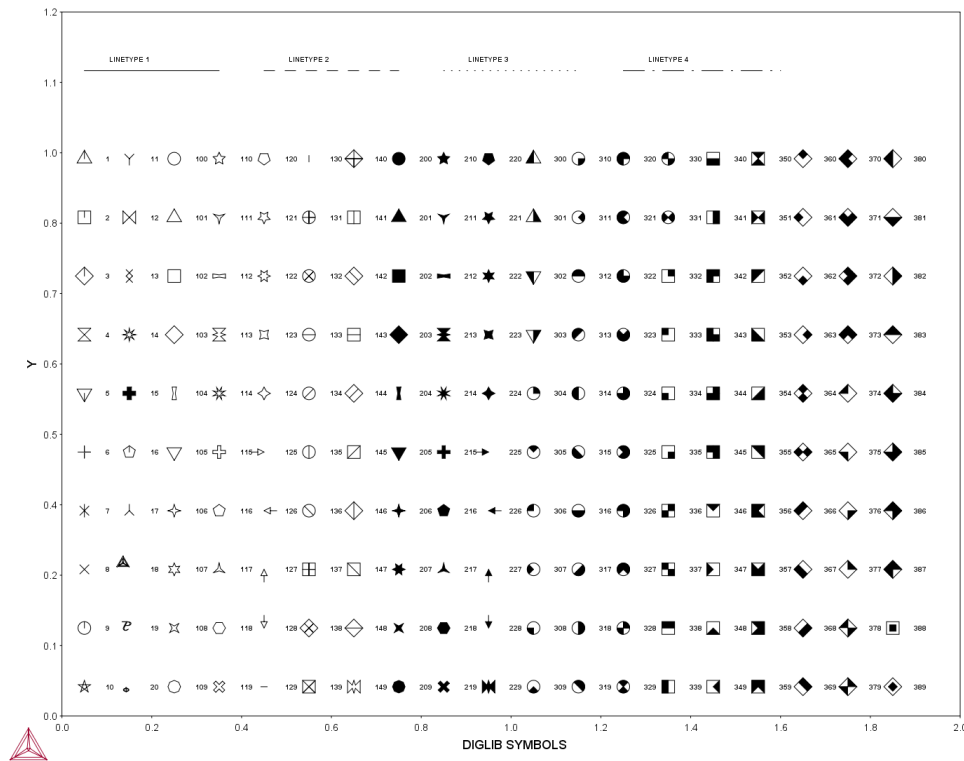 1.2
LINETYPE 1 LINETYPE 2 LINETYPE 3 LINETYPE 4
1.1
1.0 1 11 100 110 120 130 140 200 210 220 300 310 320 330 340 350 360 370 380
2 12 101 111 121 131 141 201 211 221 301 311 321 331 341 351 361 371 381
0.8
3 13 102 112 122 132 142 202 212 222 302 312 322 332 342 352 362 372 382
0.7
4 14 103 113 123 133 143 203 213 223 303 313 323 333 343 353 363 373 383
0.6
Y
5 15 104 114 124 134 144 204 214 224 304 314 324 334 344 354 364 374 384
0.5
6 16 105 115 125 135 145 205 215 225 305 315 325 335 345 355 365 375 385
0.4 7 17 106 116 126 136 146 206 216 226 306 316 326 336 346 356 366 376 386
8 18 107 117 127 137 147 207 217 227 307 317 327 337 347 357 367 377 387
0.2
9 19 108 118 128 138 148 208 218 228 308 318 328 338 348 358 368 378 388
0.1
10 20 109 119 129 139 149 209 219 229 309 319 329 339 349 359 369 379 389
0.0
0.0 0.2 0.4 0.6 0.8 1.0 1.2 1.4 1.6 1.8 2.0
DIGLIB SYMBOLS